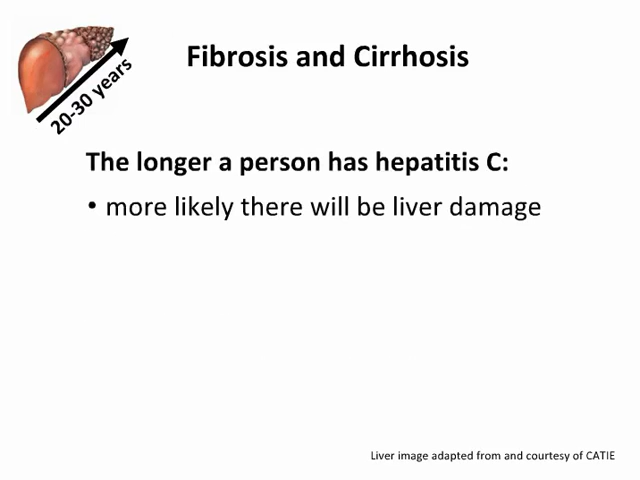 Fibrosis and Cirrhosis
20-30 years
The longer a person has hepatitis C:
• more likely there will be liver damage
Liver image adapted from and courtesy of CATIE